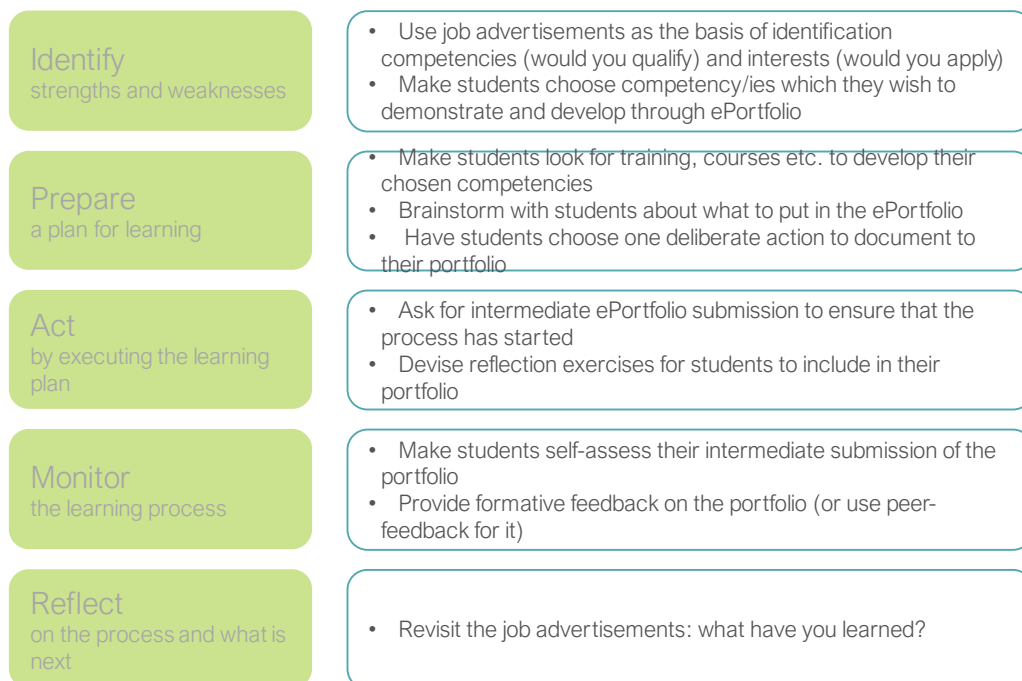 Identify
strengths and weaknesses
• Use job advertisements as the basis of identification
competencies (would you qualify) and interests (would you apply)
• Make students choose competency/ies which they wish to
demonstrate and develop through ePortfolio
Prepare
a plan for learning
• Make students look for training, courses etc. to develop their
chosen competencies
• Brainstorm with students about what to put in the ePortfolio
• Have students choose one deliberate action to document to
their portfolio
Act
by executing the learning
plan
• Ask for intermediate ePortfolio submission to ensure that the
process has started
• Devise reflection exercises for students to include in their
portfolio
Monitor
the learning process
• Make students self-assess their intermediate submission of the
portfolio
• Provide formative feedback on the portfolio (or use peer-
feedback for it)
Reflect
on the process and what is
next
• Revisit the job advertisements: what have you learned?